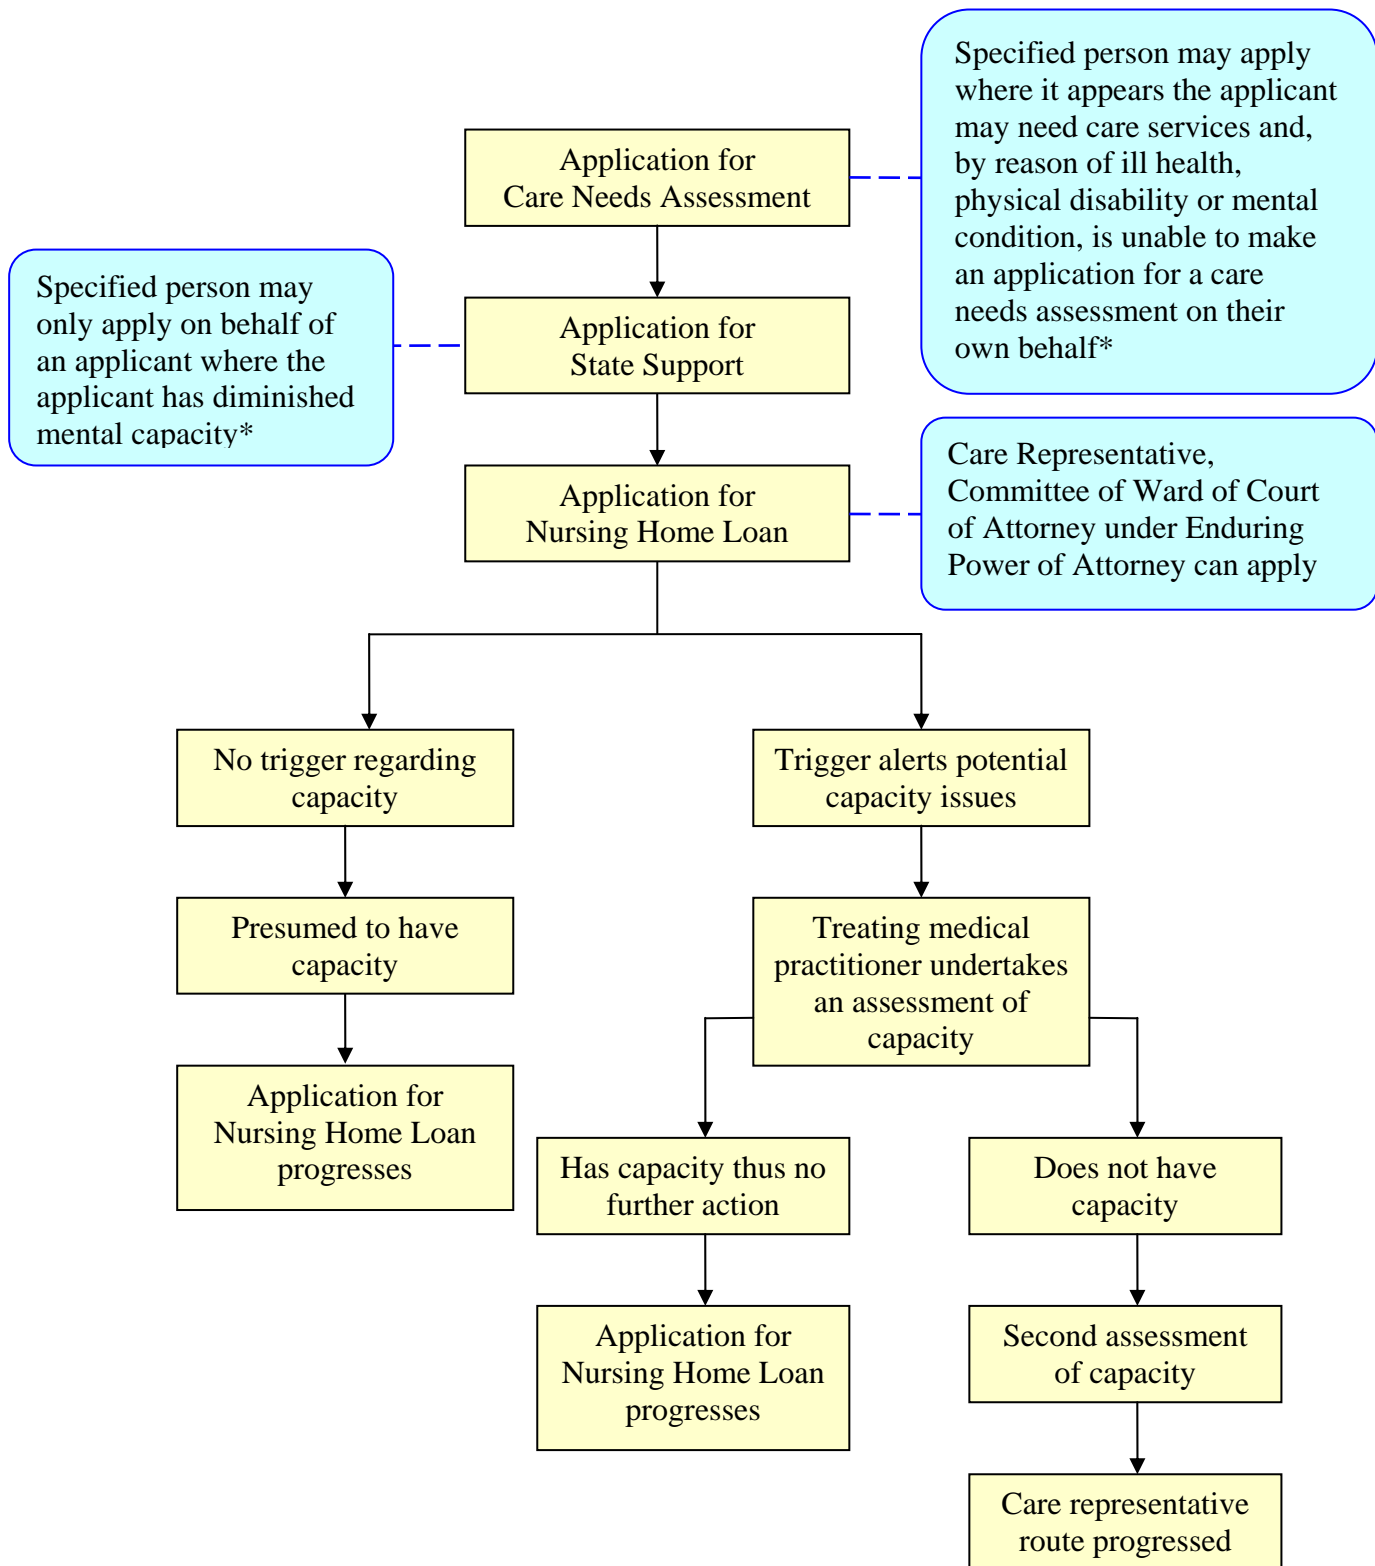 Specified person may apply
where it appears the applicant
may need care services and,
by reason of ill health,
physical disability or mental
condition, is unable to make
an application for a care
needs assessment on their
own behalf*
Application for
Care Needs Assessment
Specified person may
only apply on behalf of
an applicant where the
applicant has diminished
mental capacity*
Application for
State Support
Care Representative,
Committee of Ward of Court
of Attorney under Enduring
Power of Attorney can apply
Application for
Nursing Home Loan
No trigger regarding
capacity
Trigger alerts potential
capacity issues
Presumed to have
capacity
Treating medical
practitioner undertakes
an assessment of
capacity
Application for
Nursing Home Loan
progresses
Has capacity thus no
further action
Does not have
capacity
Application for
Nursing Home Loan
progresses
Second assessment
of capacity
Care representative
route progressed